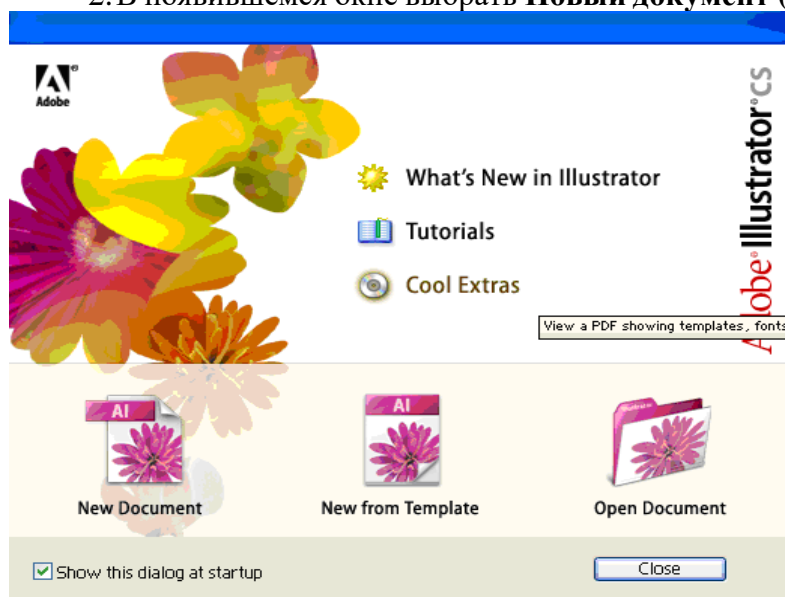 2. В появившемся окне выбрать Новый документ (
Adobe
Adobe Illustrator CS
What's New in Illustrator
Tutorials
Cool Extras
View a PDF showing templates, fonts
AI
AI
Illustrator
New Document
New from Template
Open Document
Show this dialog at startup
Close